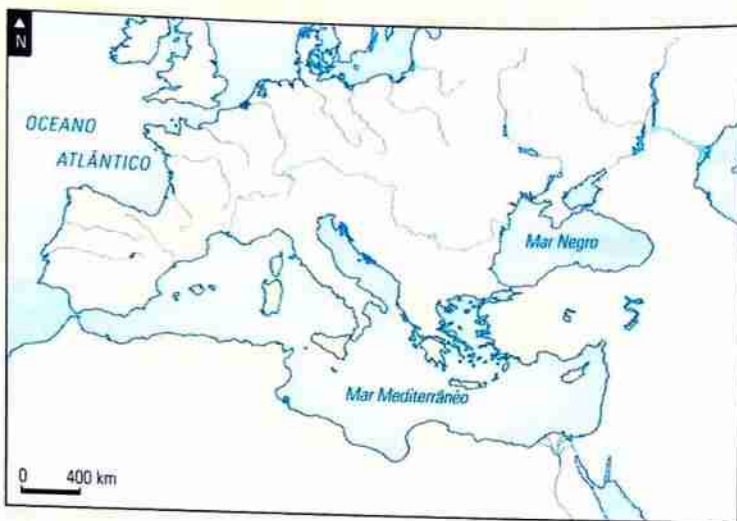 N
OCEANO
ATLÂNTICO
Mar Negro
Mar Mediterrâneo
0 400 km